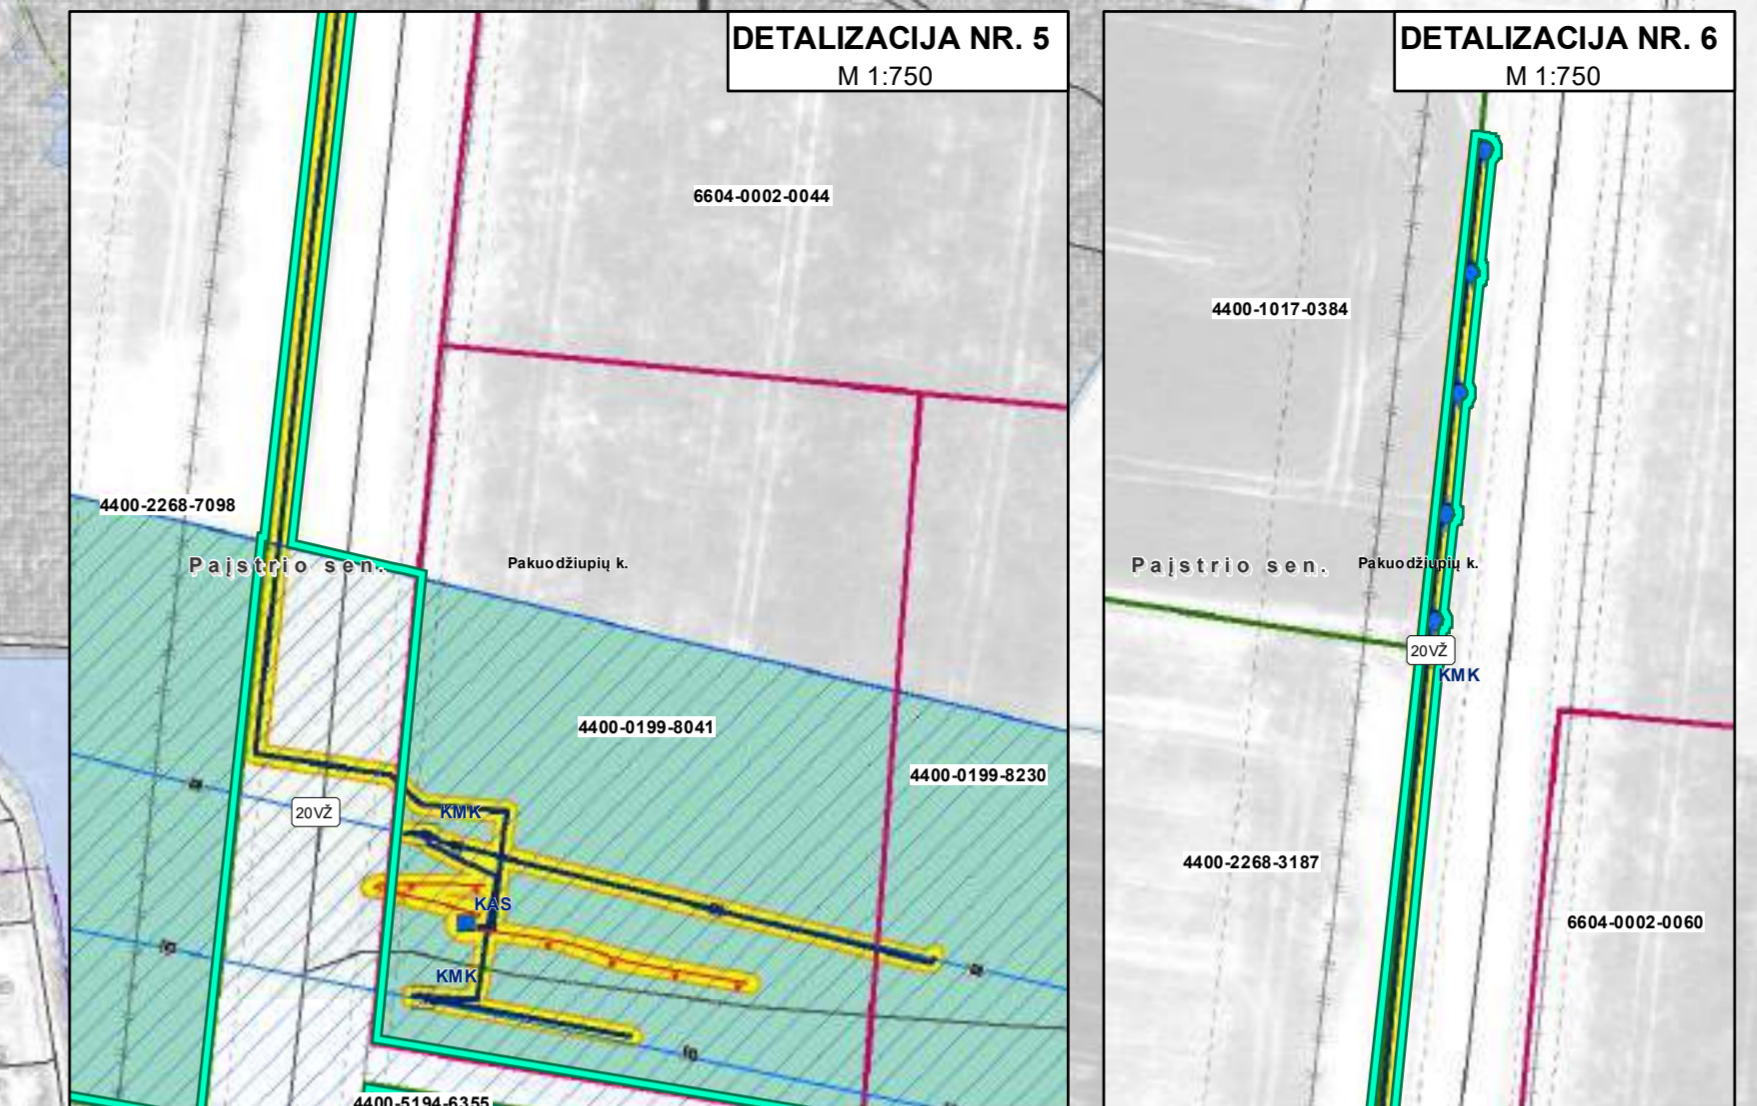 DETALIZACIJA NR. 5
M 1:750
6604-0002-0044
4400-2268-7098
Paįstrio sen.
Pakuodžiupių k.
4400-0199-8041
4400-0199-8230
20VŽ
KMK
KAS
KMK
4400-5194-6355
DETALIZACIJA NR. 6
M 1:750
4400-1017-0384
Paįstrio sen.
Pakuodžiupių k.
20VŽ
KMK
4400-2268-3187
6604-0002-0060